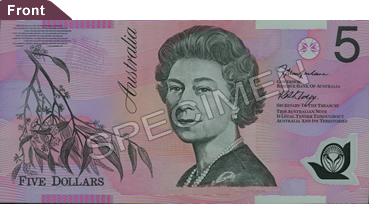 Front
Australia
5
SPECIMEN
GOVERNOR
RESERVE BANK OF AUSTRALIA
SECRETARY TO THE TREASURY
THIS AUSTRALIAN NOTE
IS LEGAL TENDER THROUGHOUT
AUSTRALIA AND ITS TERRITORIES
FIVE DOLLARS